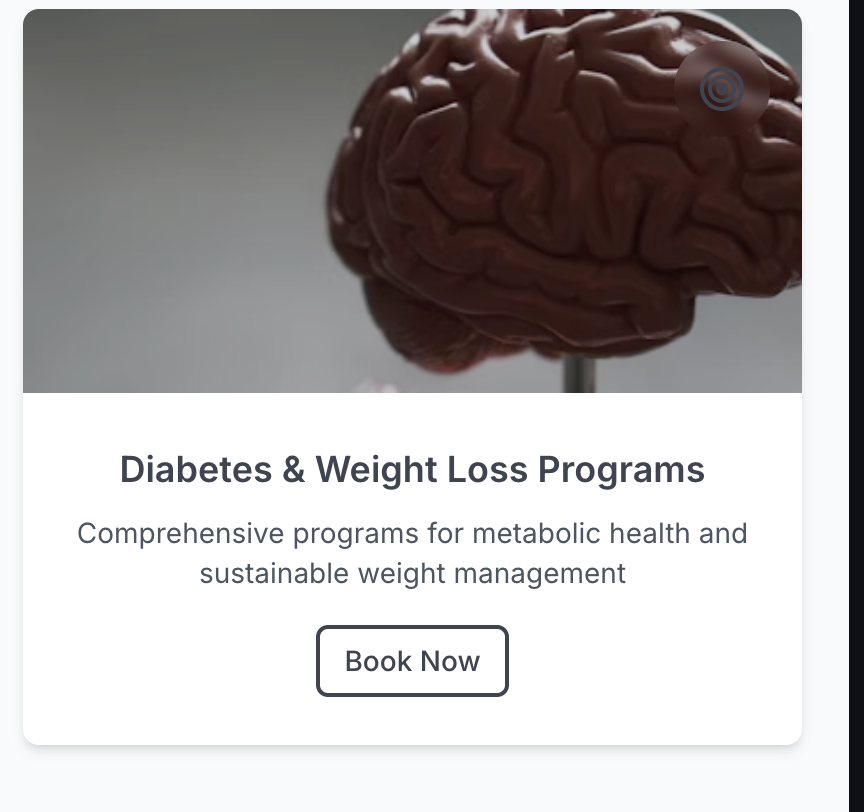 Diabetes & Weight Loss Programs
Comprehensive programs for metabolic health and
sustainable weight management
Book Now